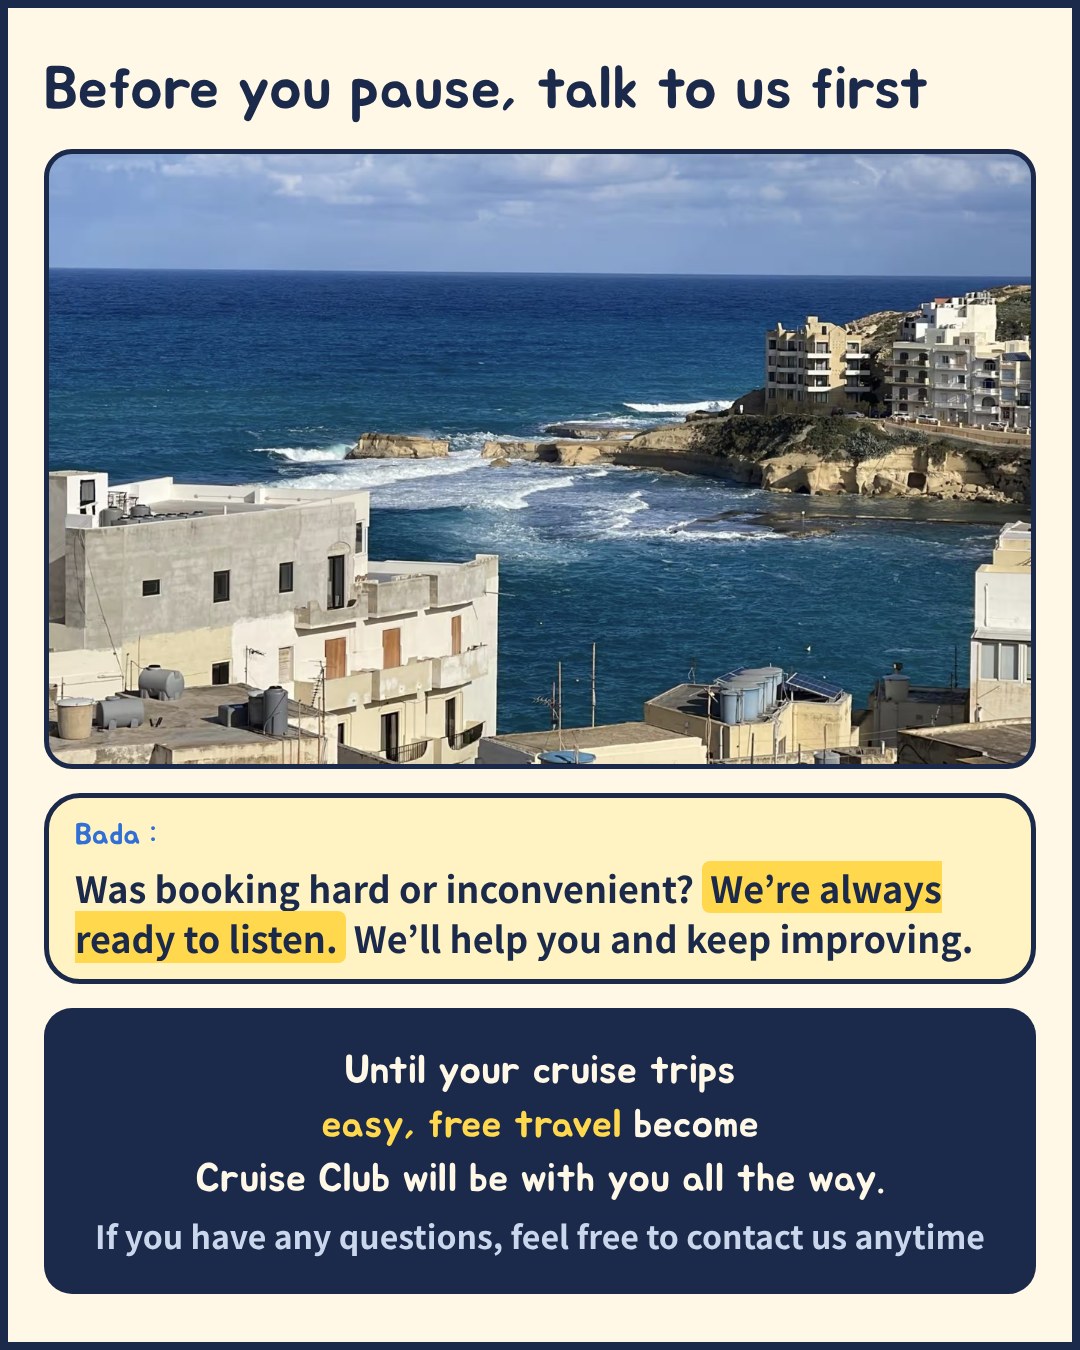 Before you pause, talk to us first
Bada :
Was booking hard or inconvenient? We’re always
ready to listen. We’ll help you and keep improving.
Until your cruise trips
easy, free travel become
Cruise Club will be with you all the way.
If you have any questions, feel free to contact us anytime